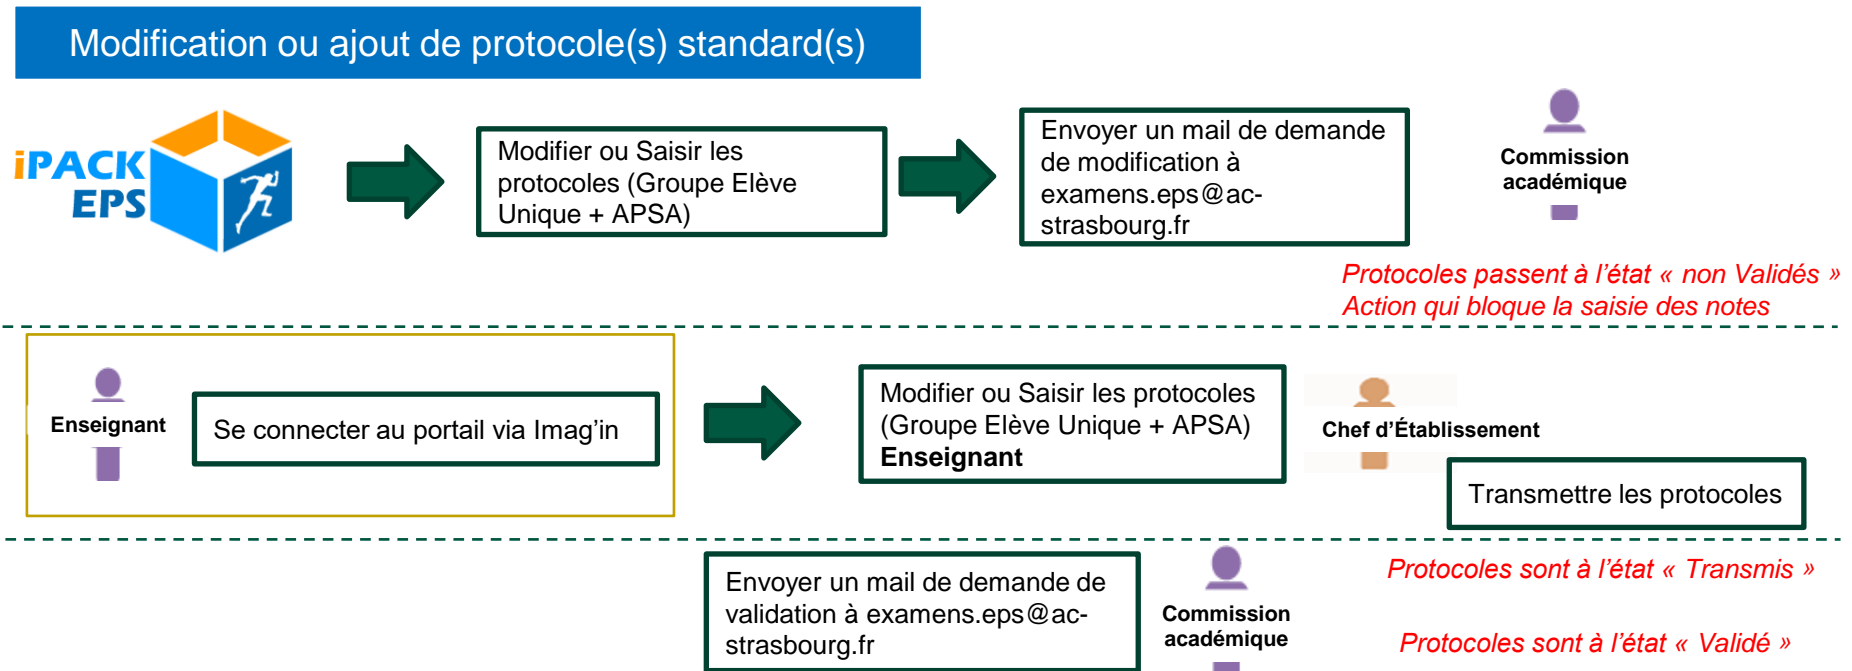 Modification ou ajout de protocole(s) standard(s)
iPACK
EPS
Modifier ou Saisir les
protocoles (Groupe Elève
Unique + APSA)
Envoyer un mail de demande
de modification à
examens.eps@ac-
strasbourg.fr
Commission
académique
Protocoles passent à l’état « non Validés »
Action qui bloque la saisie des notes
Enseignant
Se connecter au portail via Imag’in
Modifier ou Saisir les protocoles
(Groupe Elève Unique + APSA)
Enseignant
Chef d’Établissement
Transmettre les protocoles
Envoyer un mail de demande de
validation à examens.eps@ac-
strasbourg.fr
Commission
académique
Protocoles sont à l’état « Transmis »
Protocoles sont à l’état « Validé »